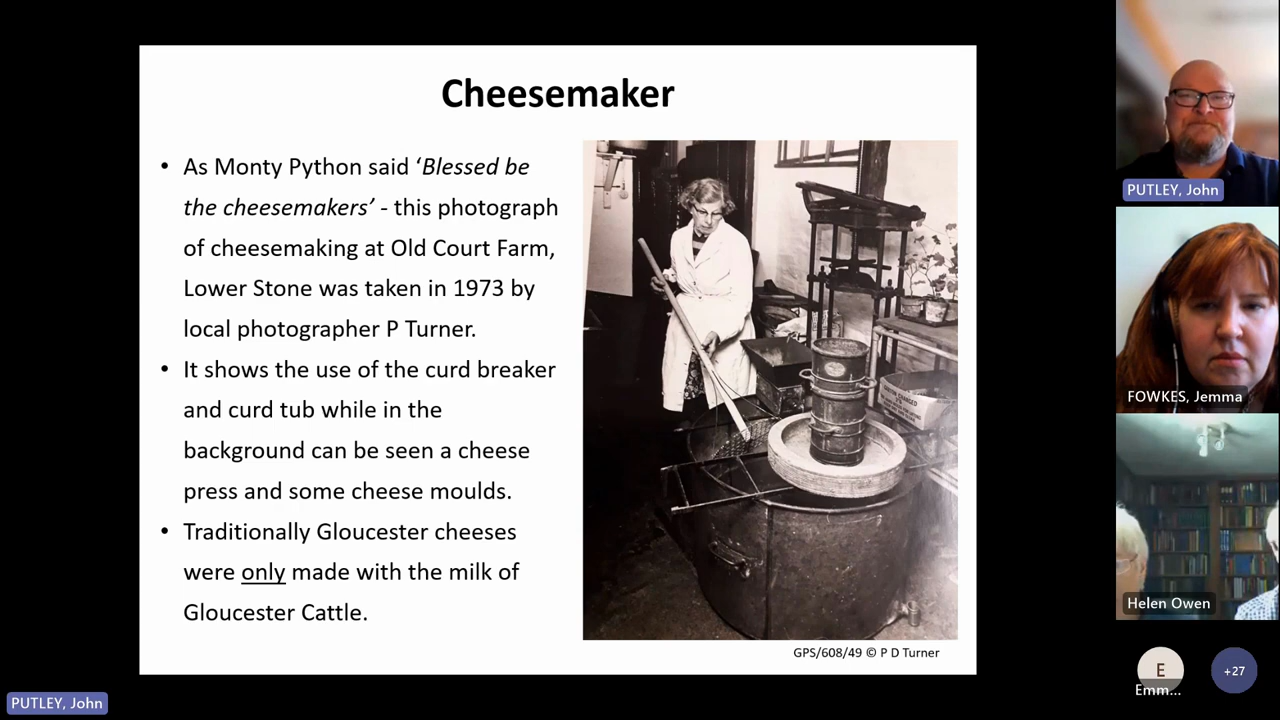 Cheesemaker
• As Monty Python said ‘Blessed be
the cheesemakers’ - this photograph
of cheesemaking at Old Court Farm,
Lower Stone was taken in 1973 by
local photographer P Turner.
• It shows the use of the curd breaker
and curd tub while in the
background can be seen a cheese
press and some cheese moulds.
• Traditionally Gloucester cheeses
were only made with the milk of
Gloucester Cattle.
GPS/608/49 © P D Turner
PUTLEY, John
FOWKES, Jemma
Helen Owen
E
Emm...
+27
PUTLEY, John